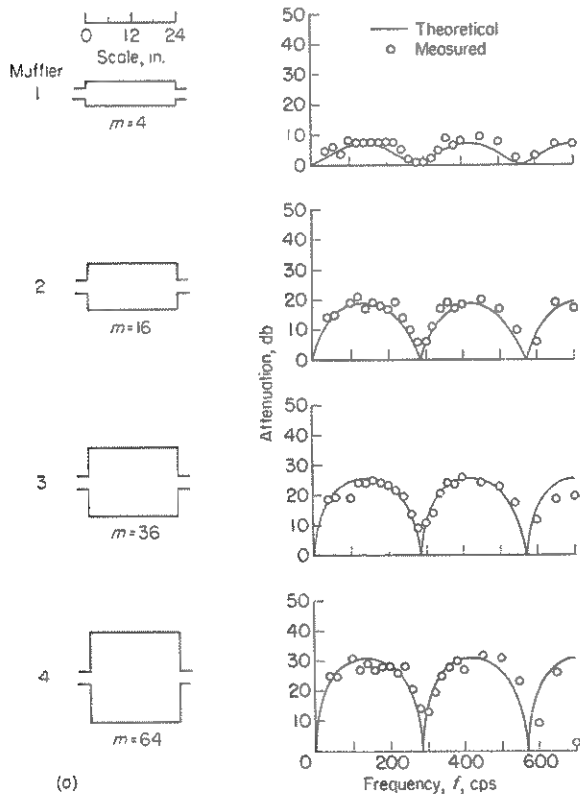 0 12 24
Scale, in.
Muffler
1
m=4
2
m=16
3
m=36
4
m=64
(a)
Theoretical
Measured
50
40
30
20
10
0
50
40
30
20
10
0
Attenuation, db
50
40
30
20
10
0
50
40
30
20
10
0 200 400 600
Frequency, f, cps